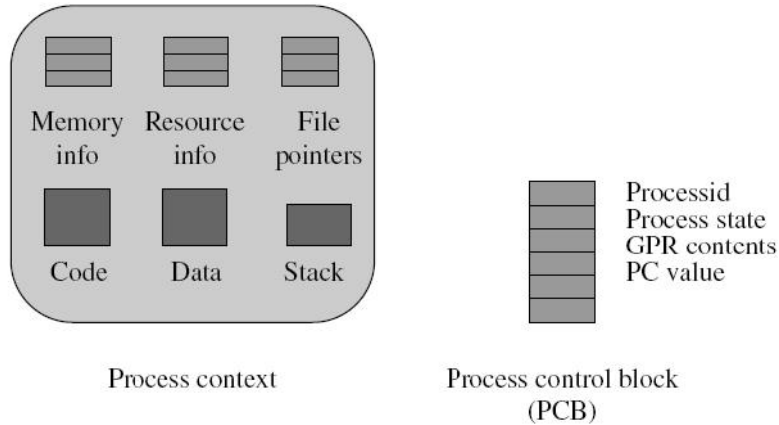 Memory info
Resource info
File pointers
Code
Data
Stack
Process context
Processid
Process state
GPR contents
PC value
Process control block
(PCB)